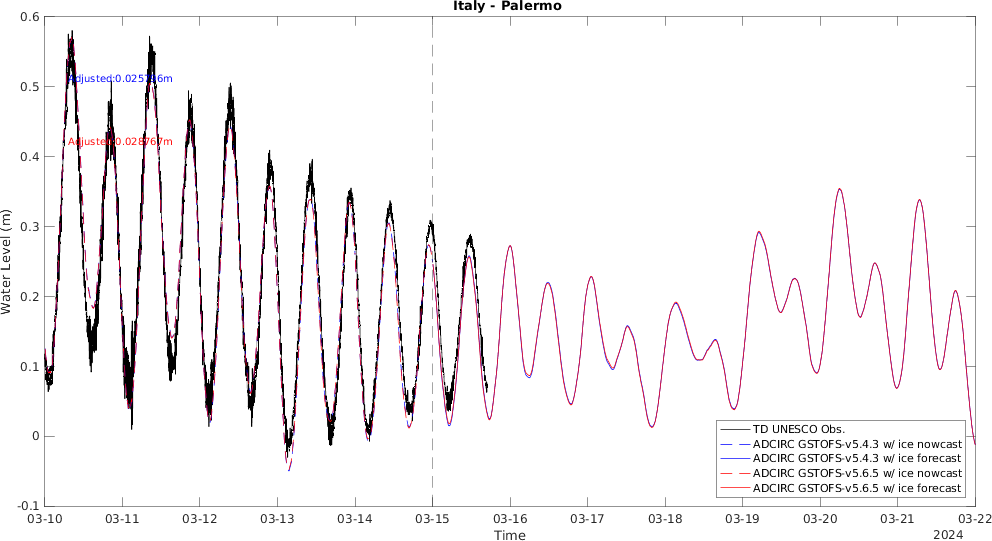 Italy - Palermo
Water Level (m)
0.6
0.5
0.4
0.3
0.2
0.1
0
-0.1
Adjusted:0.025796m
Adjusted:0.028767m
TD UNESCO Obs.
ADCIRC GSTOFS-v5.4.3 w/ ice nowcast
ADCIRC GSTOFS-v5.4.3 w/ ice forecast
ADCIRC GSTOFS-v5.6.5 w/ ice nowcast
ADCIRC GSTOFS-v5.6.5 w/ ice forecast
03-10 03-11 03-12 03-13 03-14 03-15 03-16 03-17 03-18 03-19 03-20 03-21 03-22
Time
2024